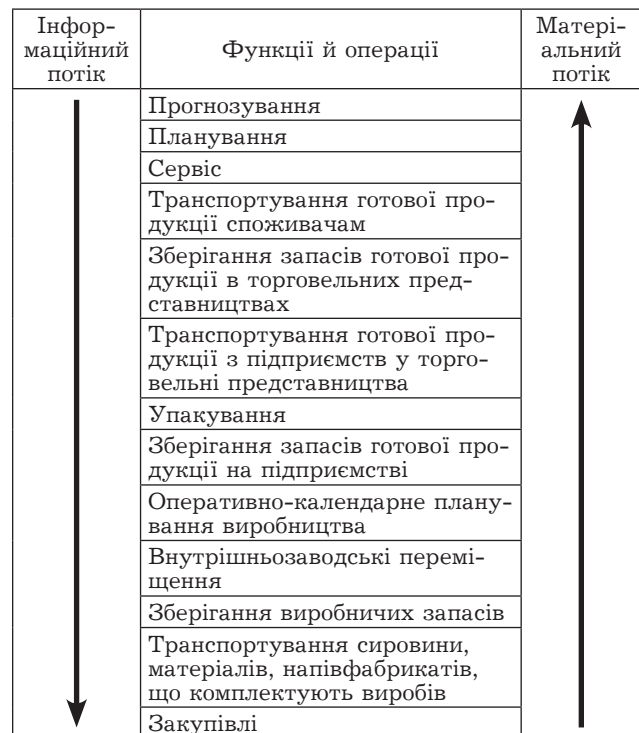 Інфор-
маційний
потік
Функції й операції
Матері-
альний
потік
Прогнозування
Планування
Сервіс
Транспортування готової про-
дукції споживачам
Зберігання запасів готової про-
дукції в торговельних пред-
ставництвах
Транспортування готової про-
дукції з підприємств у торго-
вельні представництва
Упакування
Зберігання запасів готової про-
дукції на підприємстві
Оперативно-календарне плану-
вання виробництва
Внутрішньозаводські перемі-
щення
Зберігання виробничих запасів
Транспортування сировини,
матеріалів, напівфабрикатів,
що комплектують виробів
Закупівлі